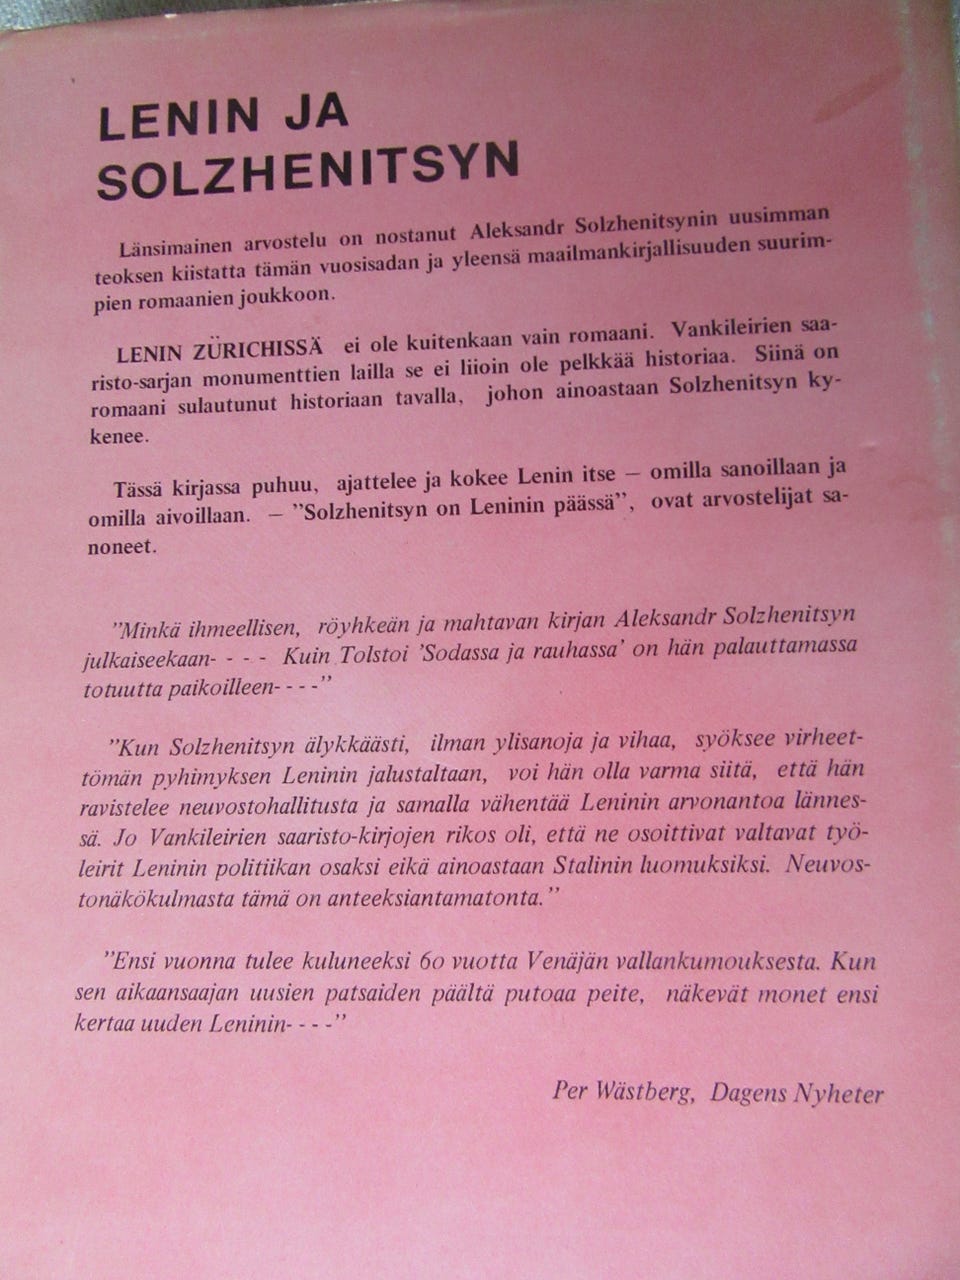 LENIN JA
SOLZHENITSYN
Länsimainen arvostelu on nostanut Aleksandr Solzhenitsynin uusimman
teoksen kiistatta tämän vuosisadan ja yleensä maailmankirjallisuuden suurim-
pien romaanien joukkoon.
LENIN ZÜRICHISSÄ ei ole kuitenkaan vain romaani. Vankileirien saa-
risto-sarjan monumenttien lailla se ei liioin ole pelkkää historiaa. Siinä on
romaani sulautunut historiaan tavalla, johon ainoastaan Solzhenitsyn ky-
kenee.
Tässä kirjassa puhuu, ajattelee ja kokee Lenin itse — omilla sanoillaan ja
omilla aivoillaan. — ”Solzhenitsyn on Leninin päässä”, ovat arvostelijat sa-
noneet.
”Minkä ihmeellisen, röyhkeän ja mahtavan kirjan Aleksandr Solzhenitsyn
julkaiseekaan- - - - Kuin Tolstoi 'Sodassa ja rauhassa' on hän palauttamassa
totuutta paikoilleen- - - -”
”Kun Solzhenitsyn älykkäästi, ilman ylisanoja ja vihaa, syöksee virheet-
tömän pyhimyksen Leninin jalustaltaan, voi hän olla varma siitä, että hän
ravistelee neuvostohallitusta ja samalla vähentää Leninin arvonantoa lännes-
sä. Jo Vankileirien saaristo-kirjojen rikos oli, että ne osoittivat valtavat työ-
leirit Leninin politiikan osaksi eikä ainoastaan Stalinin luomuksiksi. Neuvos-
tonäkökulmasta tämä on anteeksiantamatonta.”
”Ensi vuonna tulee kuluneeksi 60 vuotta Venäjän vallankumouksesta. Kun
sen aikaansaajan uusien patsaiden päältä putoaa peite, näkevät monet ensi
kertaa uuden Leninin- - - -”
Per Wästberg, Dagens Nyheter